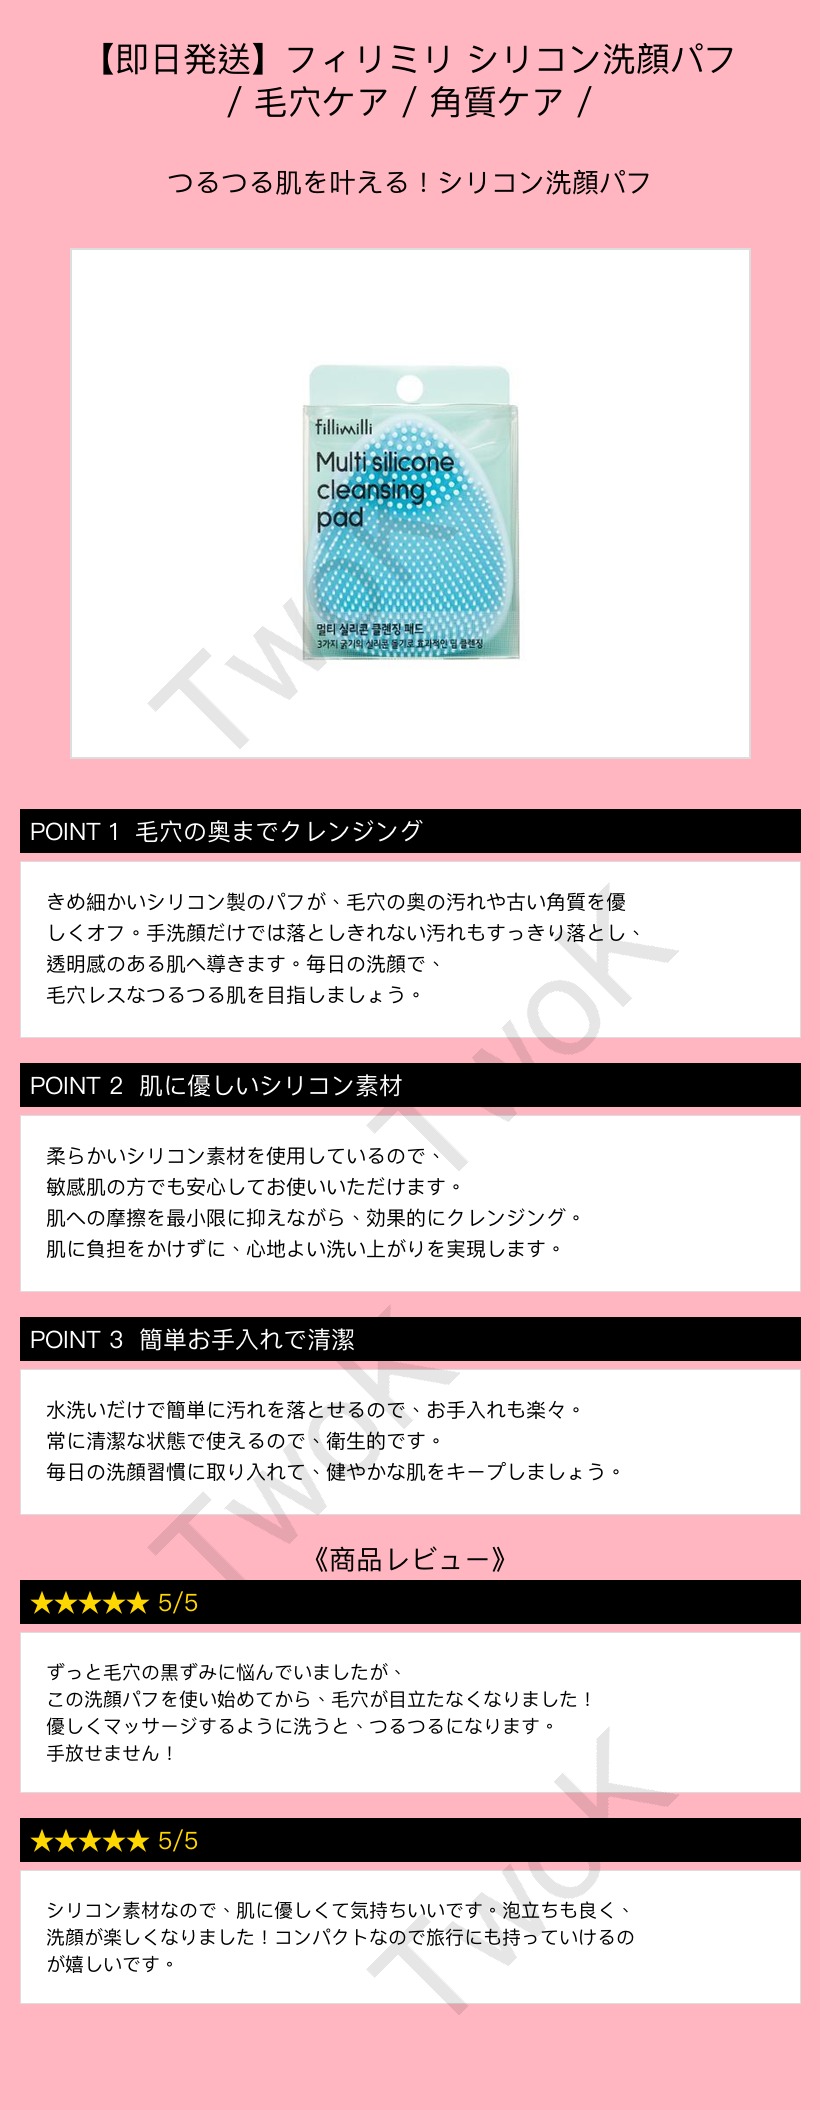 【即日発送】フィリミリ シリコン洗顔パフ
/ 毛穴ケア / 角質ケア /
つるつる肌を叶える！シリコン洗顔パフ
fillimilli
Multi silicone
cleansing
pad
멀티 실리콘 클렌징 패드
3가지 굵기의 실리콘 돌기로 효과적인 딥 클렌징
TwoK
POINT 1 毛穴の奥までクレンジング
きめ細かいシリコン製のパフが、毛穴の奥の汚れや古い角質を優
しくオフ。手洗顔だけでは落としきれない汚れもすっきり落とし、
透明感のある肌へ導きます。毎日の洗顔で、
毛穴レスなつるつる肌を目指しましょう。
TwoK
POINT 2 肌に優しいシリコン素材
柔らかいシリコン素材を使用しているので、
敏感肌の方でも安心してお使いいただけます。
肌への摩擦を最小限に抑えながら、効果的にクレンジング。
肌に負担をかけずに、心地よい洗い上がりを実現します。
POINT 3 簡単お手入れで清潔
水洗いだけで簡単に汚れを落とせるので、お手入れも楽々。
常に清潔な状態で使えるので、衛生的です。
毎日の洗顔習慣に取り入れて、健やかな肌をキープしましょう。
TwoK
《商品レビュー》
★★★★★ 5/5
ずっと毛穴の黒ずみに悩んでいましたが、
この洗顔パフを使い始めてから、毛穴が目立たなくなりました！
優しくマッサージするように洗うと、つるつるになります。
手放せません！
★★★★★ 5/5
シリコン素材なので、肌に優しくて気持ちいいです。泡立ちも良く、
洗顔が楽しくなりました！コンパクトなので旅行にも持っていけるの
が嬉しいです。
TwoK